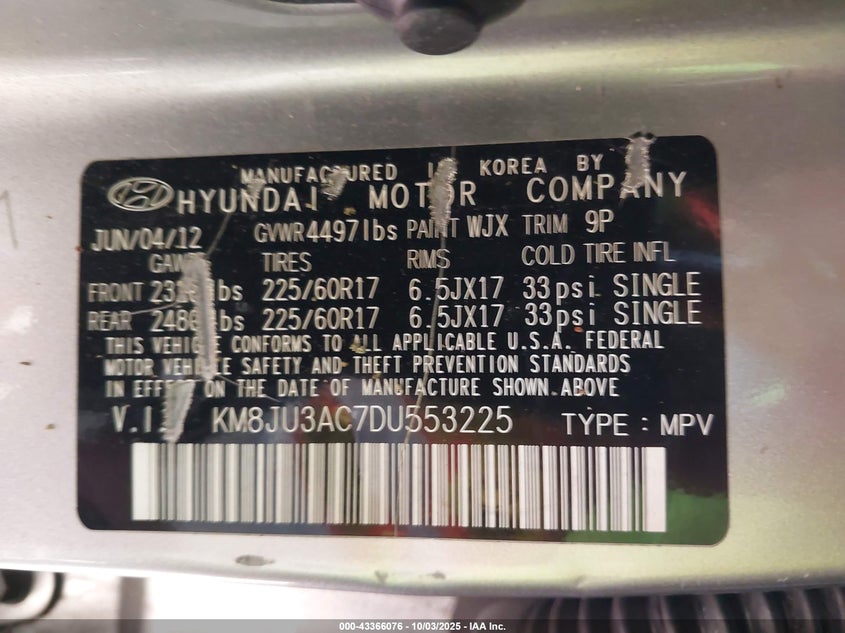 MANUFACTURED IN KOREA BY
HYUNDAI MOTOR COMPANY
JUN/04/12 GVWR 4497lbs PAINT WJX TRIM 9P
GAWR TIRES RIMS COLD TIRE INFL
FRONT lbs 225/60R17 6.5JX17 33psi SINGLE
REAR lbs 225/60R17 6.5JX17 33psi SINGLE
THIS VEHICLE CONFORMS TO ALL APPLICABLE U.S.A. FEDERAL
MOTOR VEHICLE SAFETY AND THEFT PREVENTION STANDARDS
IN EFFECT ON THE DATE OF MANUFACTURE SHOWN ABOVE
KM8JU3AC7DU553225 TYPE : MPV
000-43366076 - 10/03/2025 - IAA Inc.